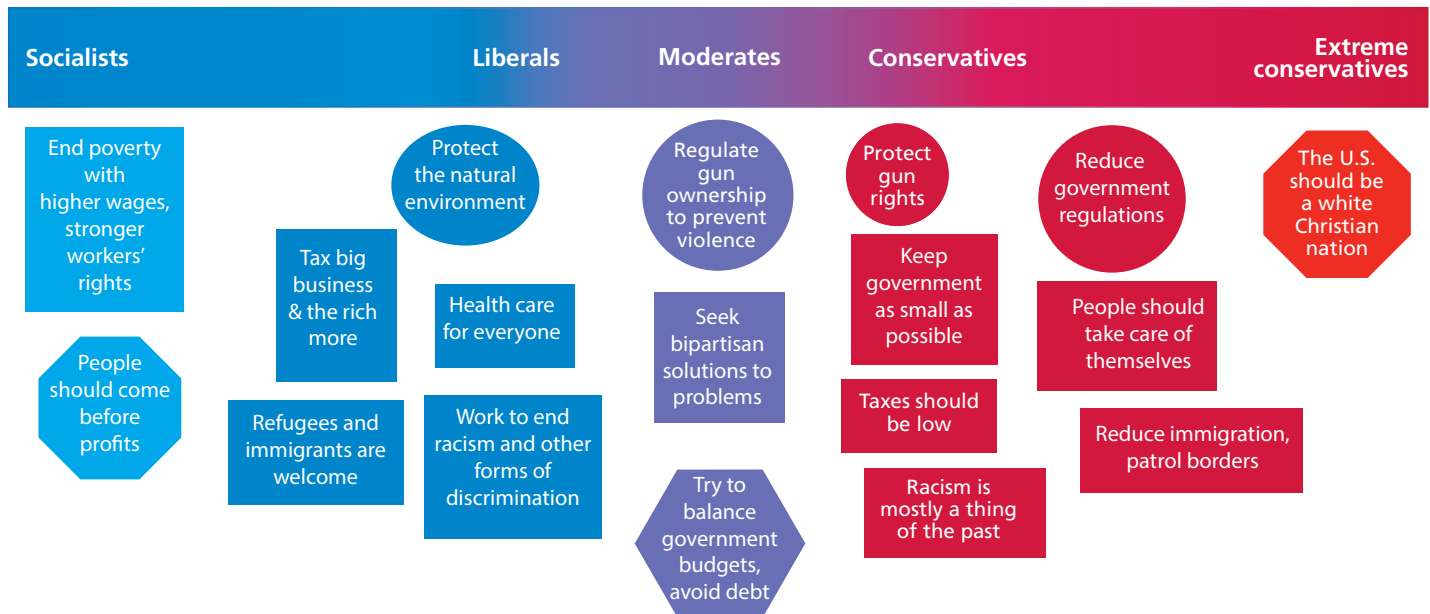 Socialists
Liberals
Moderates
Conservatives
Extreme
conservatives
End poverty
with
higher wages,
stronger
workers’
rights
People
should come
before
profits
Protect
the natural
environment
Tax big
business
& the rich
more
Health care
for everyone
Refugees and
immigrants are
welcome
Work to end
racism and other
forms of
discrimination
Regulate
gun
ownership
to prevent
violence
Seek
bipartisan
solutions to
problems
Try to
balance
government
budgets,
avoid debt
Protect
gun
rights
Keep
government
as small as
possible
Taxes should
be low
Racism is
mostly a thing
of the past
Reduce
government
regulations
People should
take care of
themselves
Reduce immigration,
patrol borders
The U.S.
should be
a white
Christian
nation